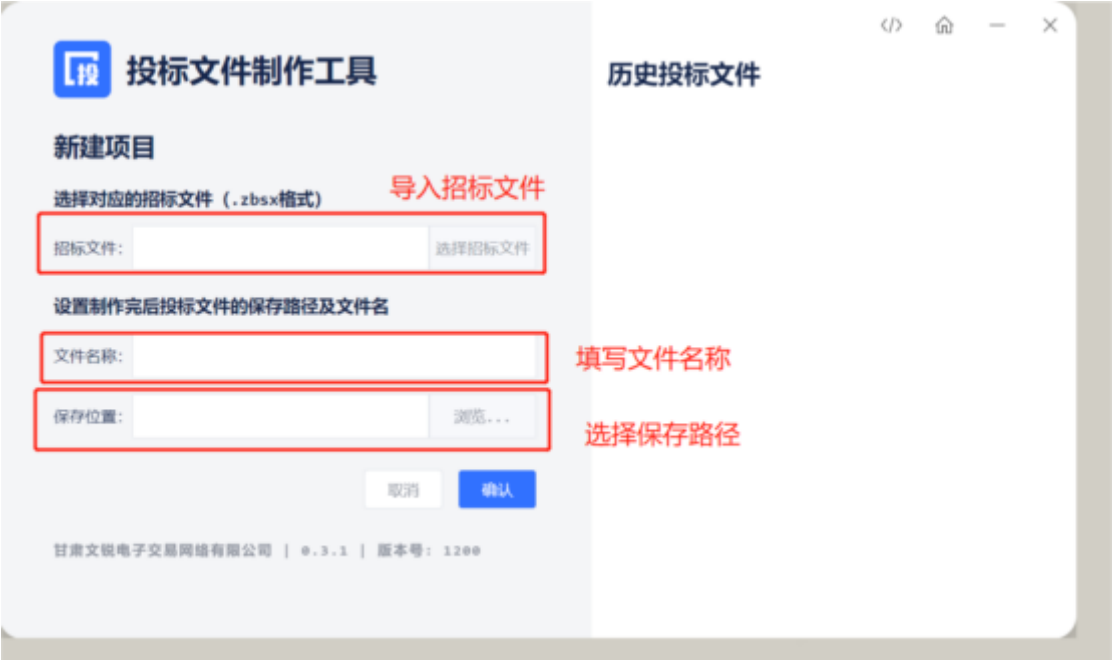 投
投标文件制作工具
新建项目
选择对应的招标文件（.zbsx格式）
导入招标文件
招标文件：
选择招标文件
设置制作完后投标文件的保存路径及文件名
文件名称：
填写文件名称
保存位置：
浏览...
选择保存路径
取消
确认
甘肃文锐电子交易网络有限公司 | 0.3.1 | 版本号: 1200
</>
历史投标文件